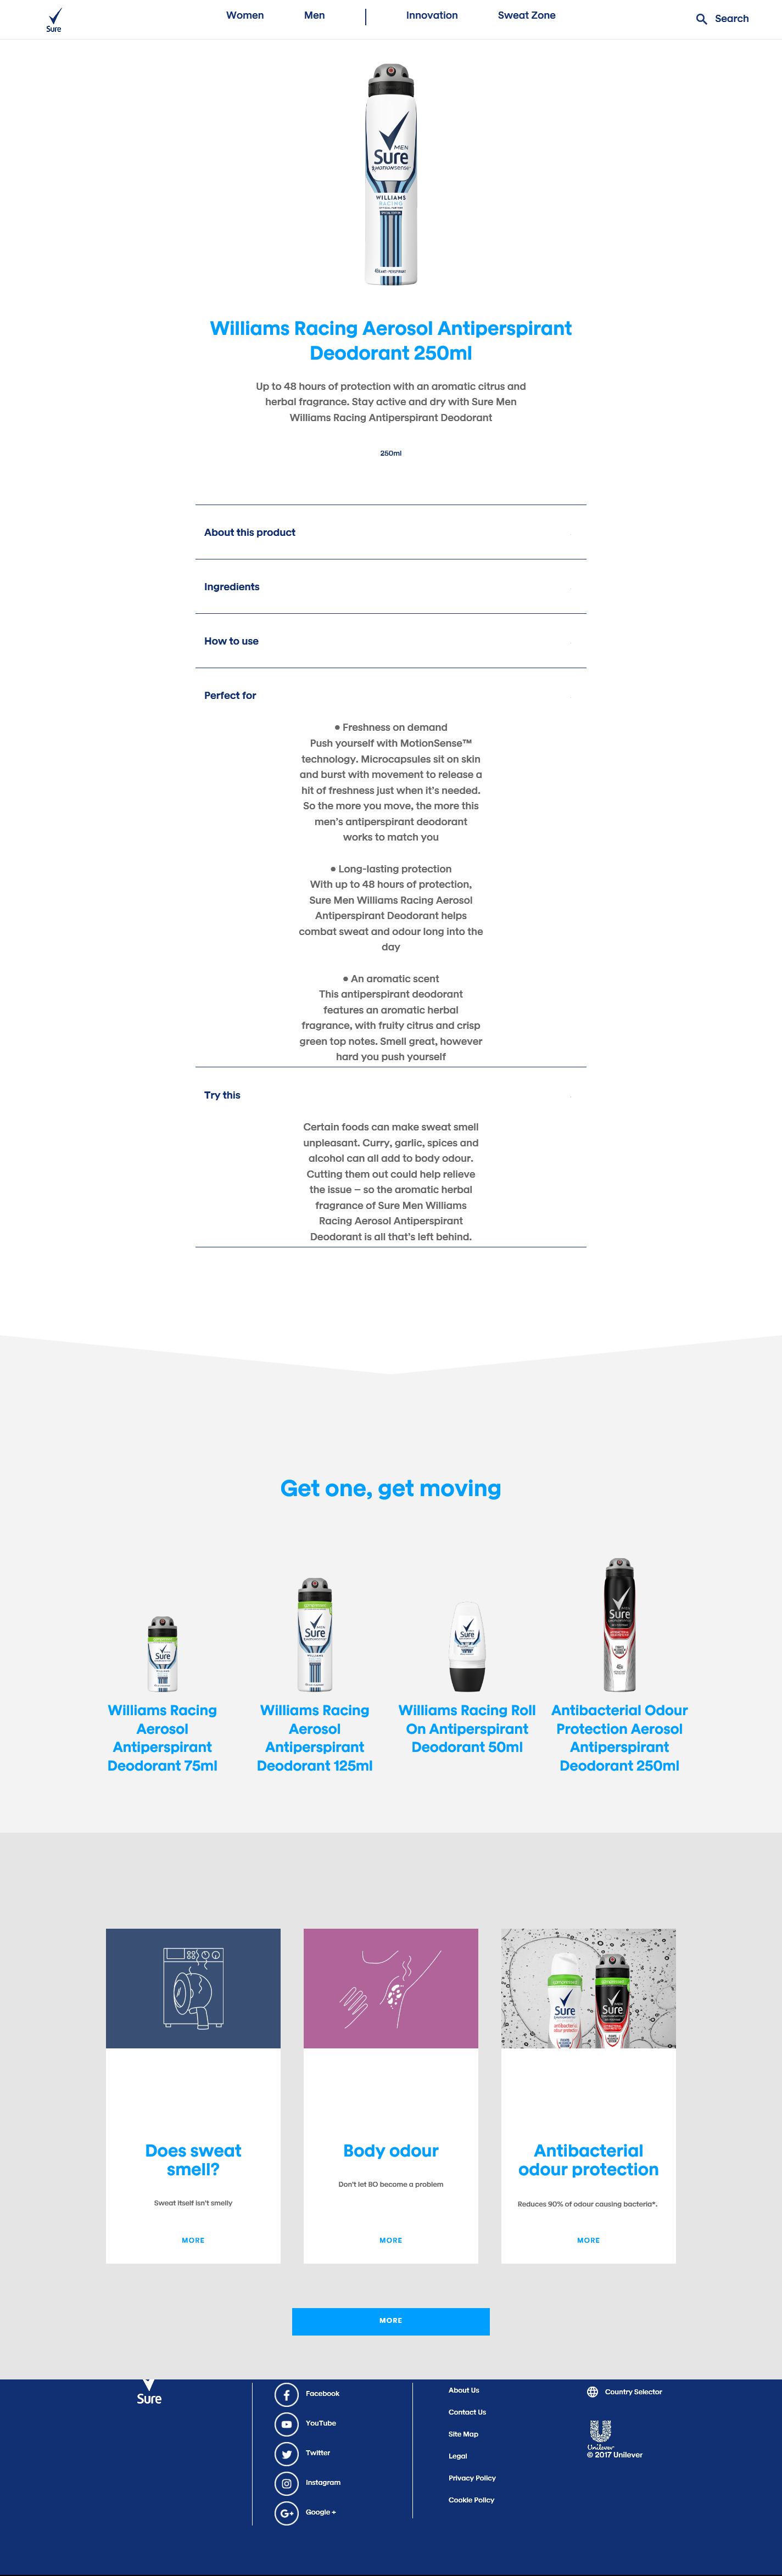 Sure
Women
Men
Innovation
Sweat Zone
Search
MEN
Sure
MOTIONSENSE
WILLIAMS
RACING
Williams Racing Aerosol Antiperspirant
Deodorant 250ml
Up to 48 hours of protection with an aromatic citrus and
herbal fragrance. Stay active and dry with Sure Men
Williams Racing Antiperspirant Deodorant
250ml
About this product
Ingredients
How to use
Perfect for
• Freshness on demand
Push yourself with MotionSense™
technology. Microcapsules sit on skin
and burst with movement to release a
hit of freshness just when it's needed.
So the more you move, the more this
men's antiperspirant deodorant
works to match you
• Long-lasting protection
With up to 48 hours of protection,
Sure Men Williams Racing Aerosol
Antiperspirant Deodorant helps
combat sweat and odour long into the
day
• An aromatic scent
This antiperspirant deodorant
features an aromatic herbal
fragrance, with fruity citrus and crisp
green top notes. Smell great, however
hard you push yourself
Try this
Certain foods can make sweat smell
unpleasant. Curry, garlic, spices and
alcohol can all add to body odour.
Cutting them out could help relieve
the issue – so the aromatic herbal
fragrance of Sure Men Williams
Racing Aerosol Antiperspirant
Deodorant is all that's left behind.
Get one, get moving
Sure
Sure
WILLIAMS
Sure
Sure
Williams Racing
Aerosol
Antiperspirant
Deodorant 75ml
Williams Racing
Aerosol
Antiperspirant
Deodorant 125ml
Williams Racing Roll
On Antiperspirant
Deodorant 50ml
Antibacterial Odour
Protection Aerosol
Antiperspirant
Deodorant 250ml
Sure
Sure
Does sweat
smell?
Sweat itself isn't smelly
MORE
Body odour
Don't let BO become a problem
MORE
Antibacterial
odour protection
Reduces 90% of odour causing bacteria*.
MORE
MORE
Sure
Facebook
YouTube
Twitter
Instagram
Google +
About Us
Contact Us
Site Map
Legal
Privacy Policy
Cookie Policy
Country Selector
Unilever
© 2017 Unilever